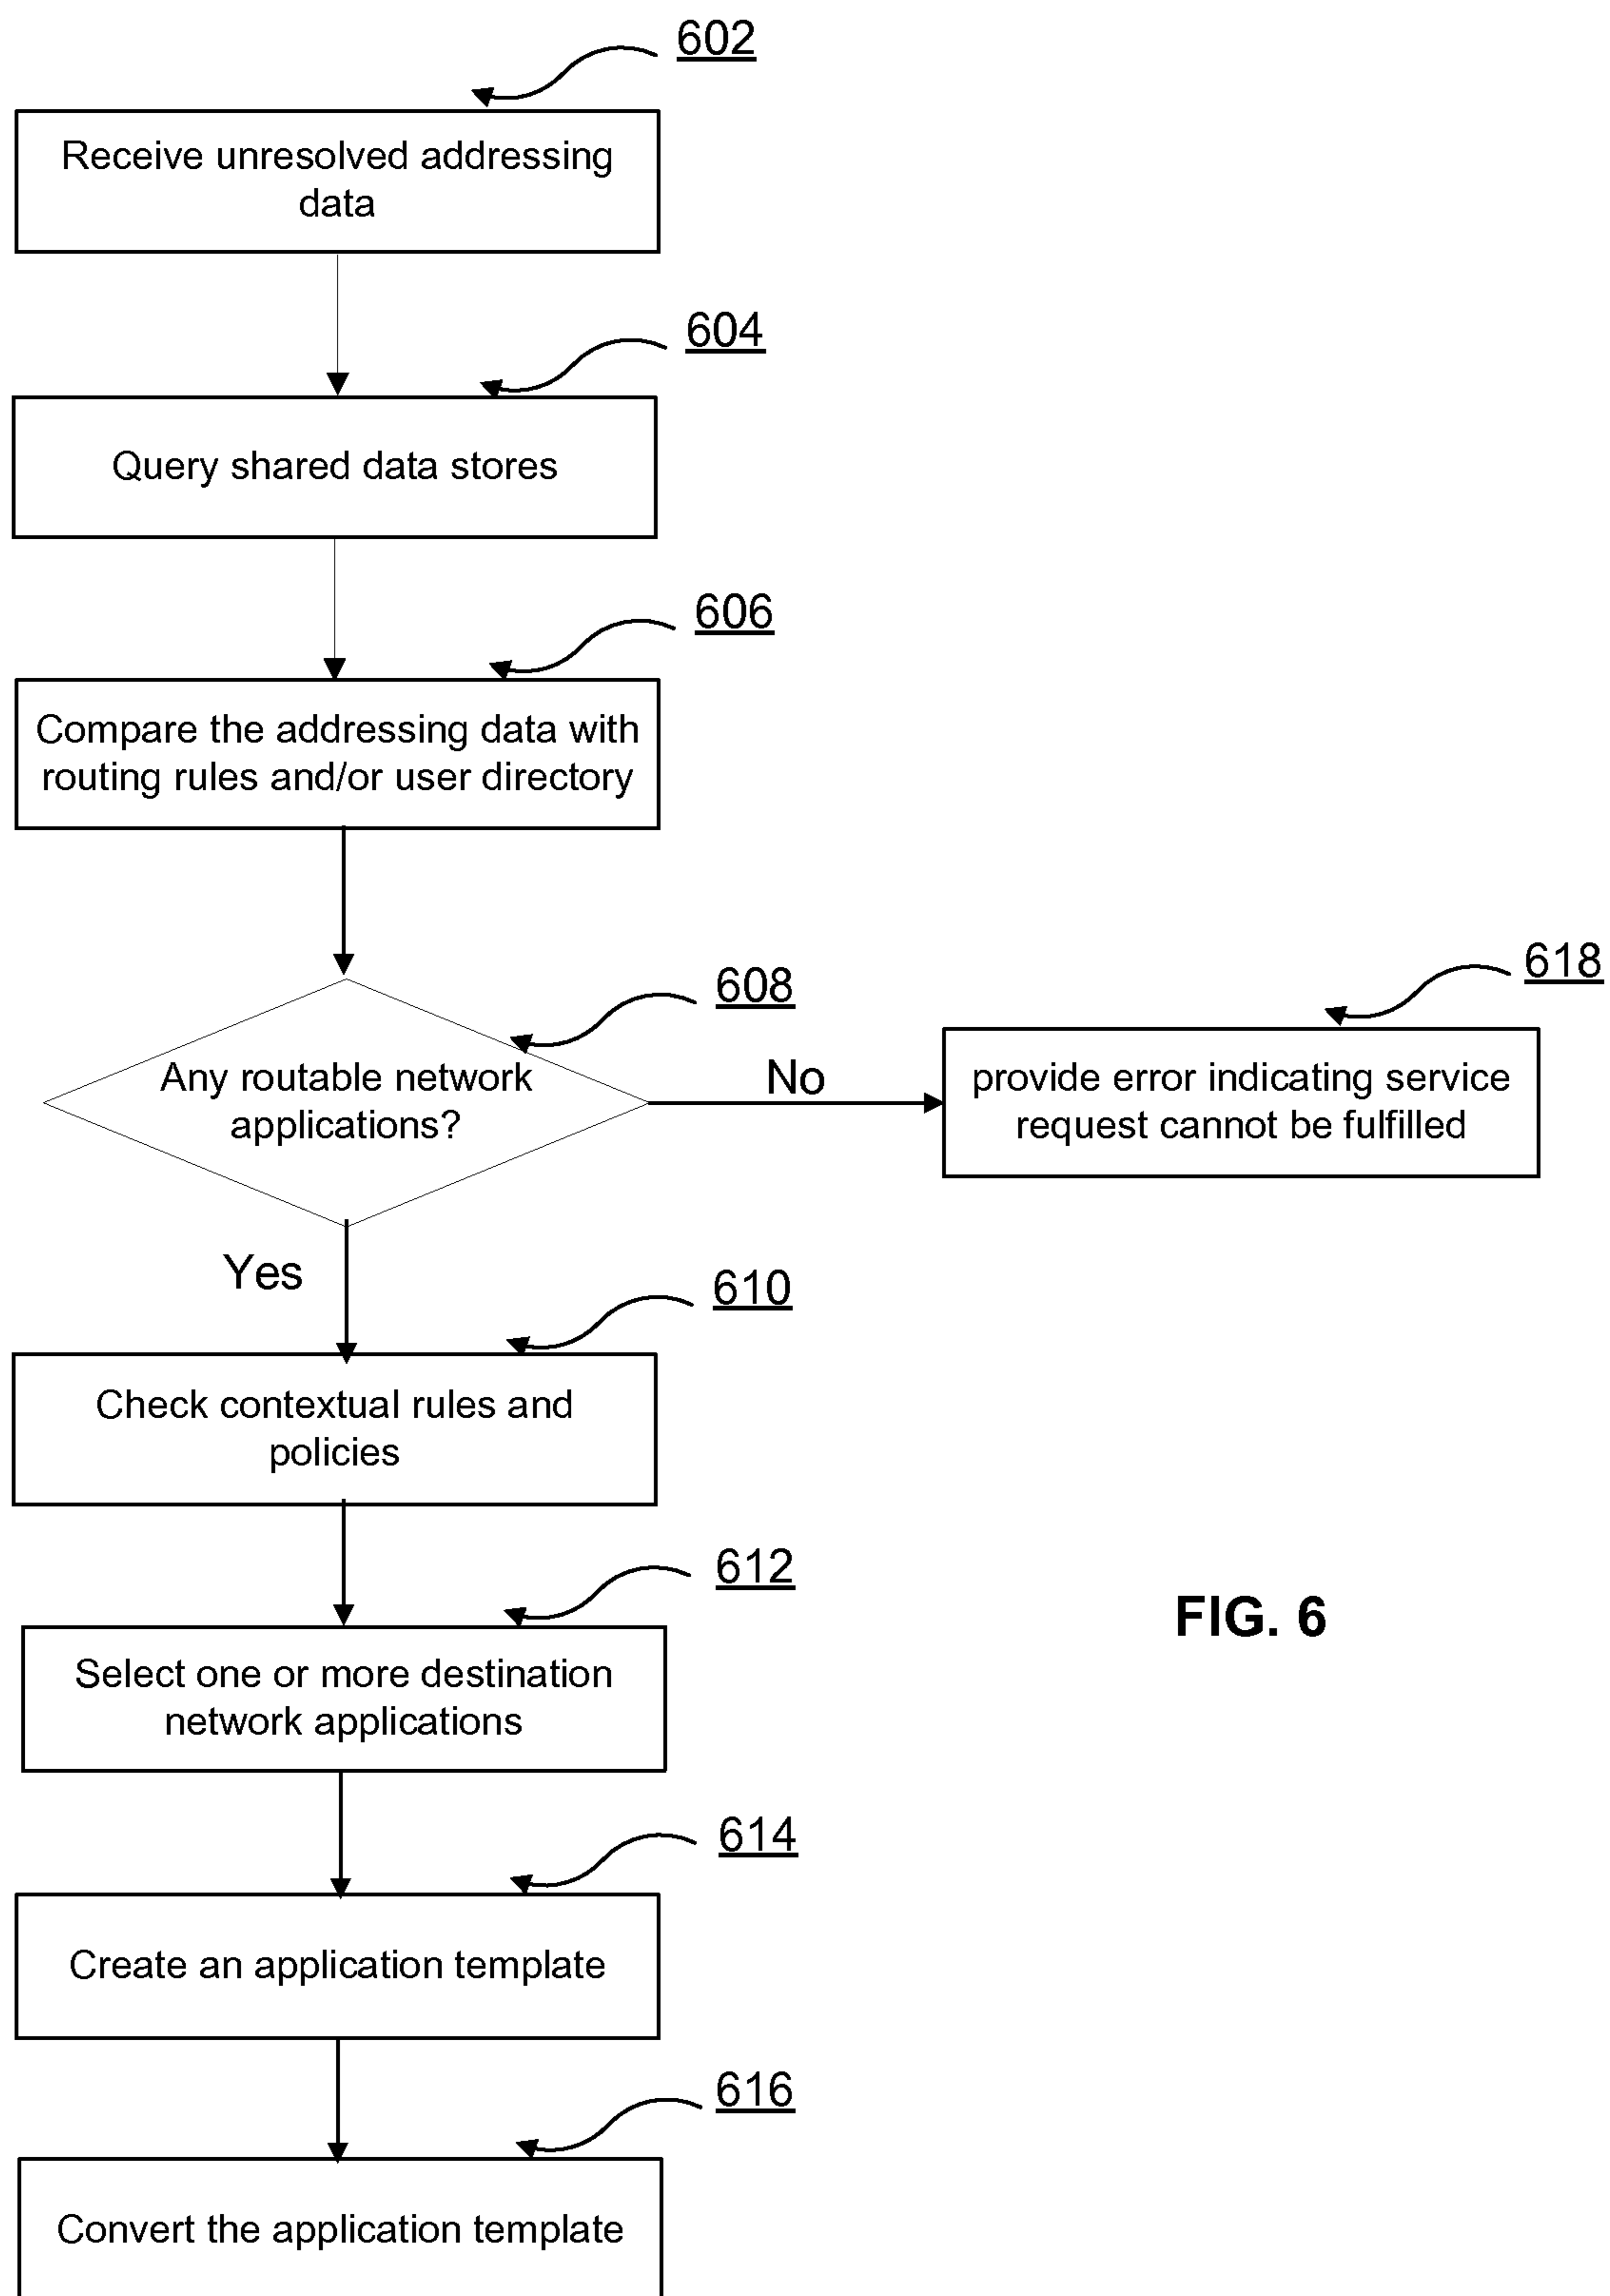 602
Receive unresolved addressing
data
604
Query shared data stores
606
Compare the addressing data with
routing rules and/or user directory
608
Any routable network
applications?
No
618
provide error indicating service
request cannot be fulfilled
Yes
610
Check contextual rules and
policies
612
Select one or more destination
network applications
FIG. 6
614
Create an application template
616
Convert the application template